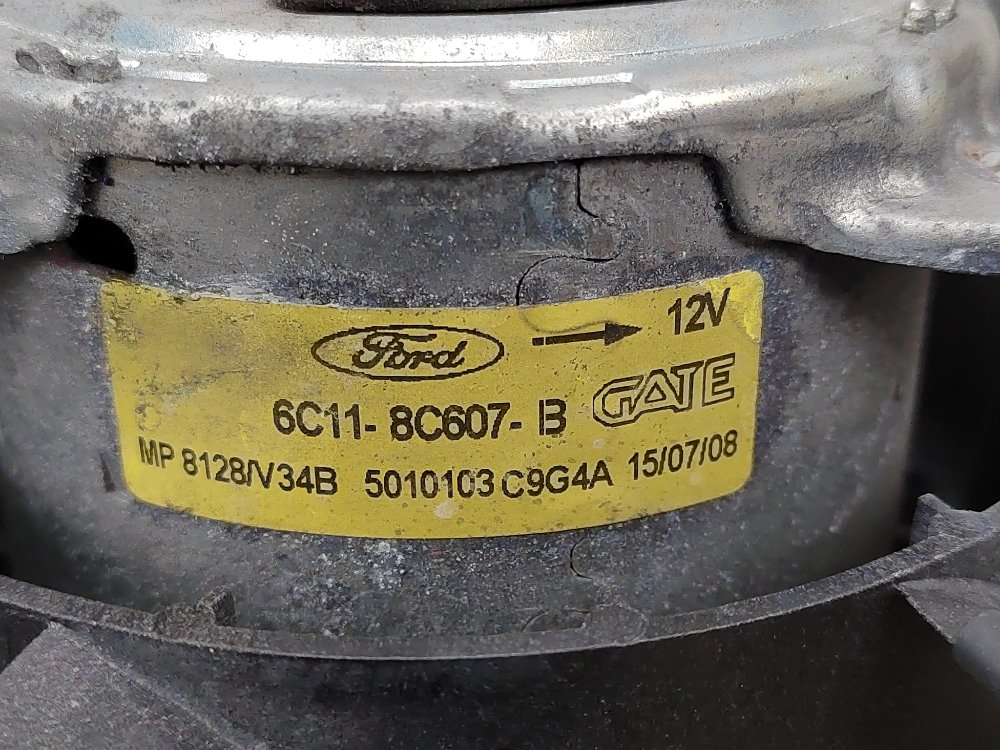 Ford 12V
6C11- 8C607- B GATE
MP 8128/V34B 5010103 C9G4A 15/07/08